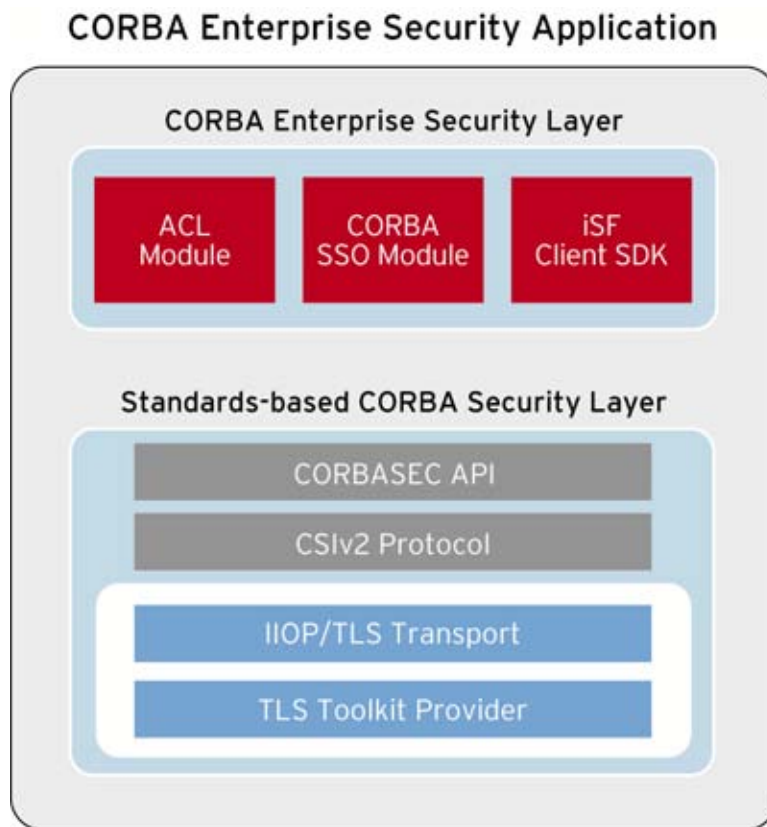 CORBA Enterprise Security Application
CORBA Enterprise Security Layer
ACL
Module
CORBA
SSO Module
iSF
Client SDK
Standards-based CORBA Security Layer
CORBASEC API
CSIv2 Protocol
IIOP/TLS Transport
TLS Toolkit Provider